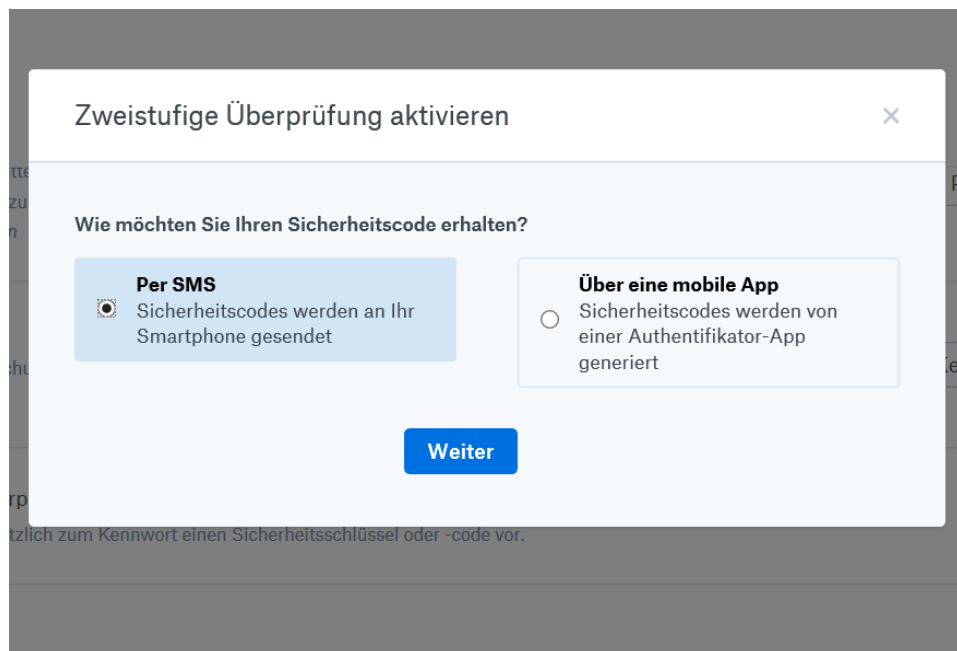 Zweistufige Überprüfung aktivieren
Wie möchten Sie Ihren Sicherheitscode erhalten?
Per SMS
Sicherheitscodes werden an Ihr
Smartphone gesendet
Über eine mobile App
Sicherheitscodes werden von
einer Authentifikator-App
generiert
Weiter
zum Kennwort einen Sicherheitsschlüssel oder -code vor.